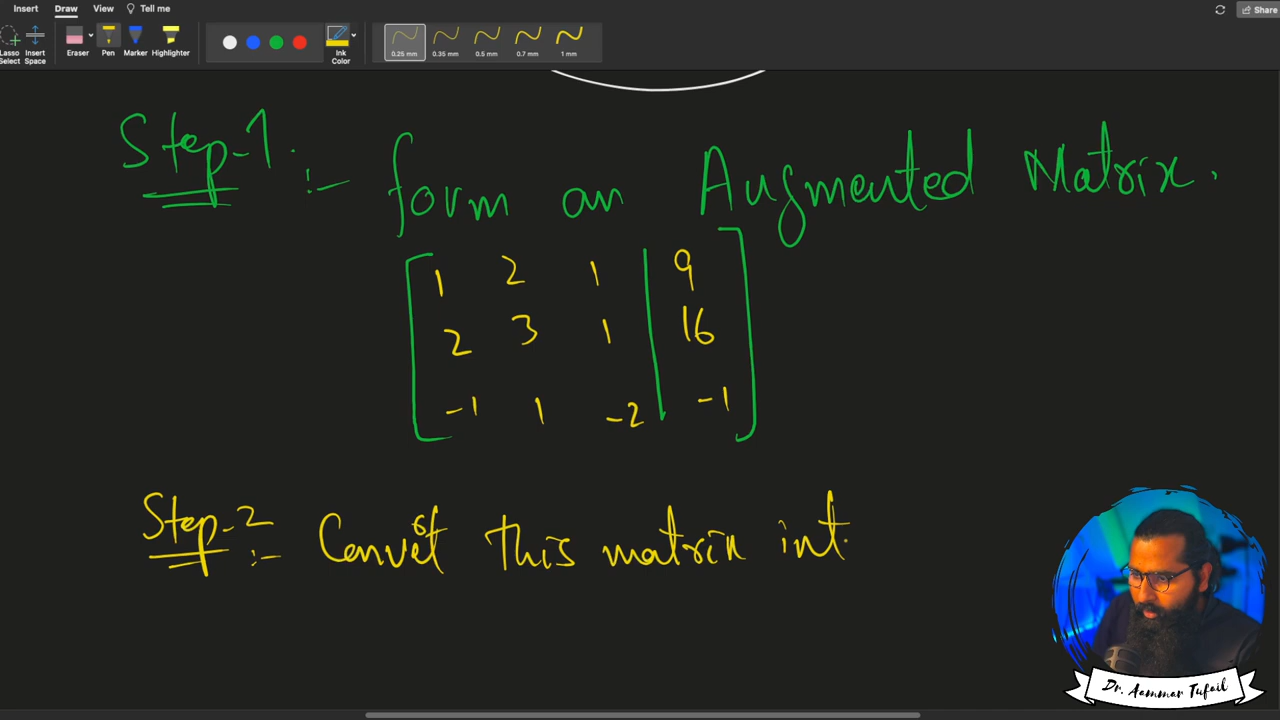 Insert Draw View Tell me
Share
Lasso Select
Insert Space
Eraser
Pen
Marker
Highlighter
Ink Color
0.25 mm 0.35 mm 0.5 mm 0.7 mm 1 mm
Step-1 :- form an Augmented Matrix.
1 2 1 9
2 3 1 16
-1 1 -2 -1
Step-2 :- Convert this matrix int
Dr. Aammar Tufail